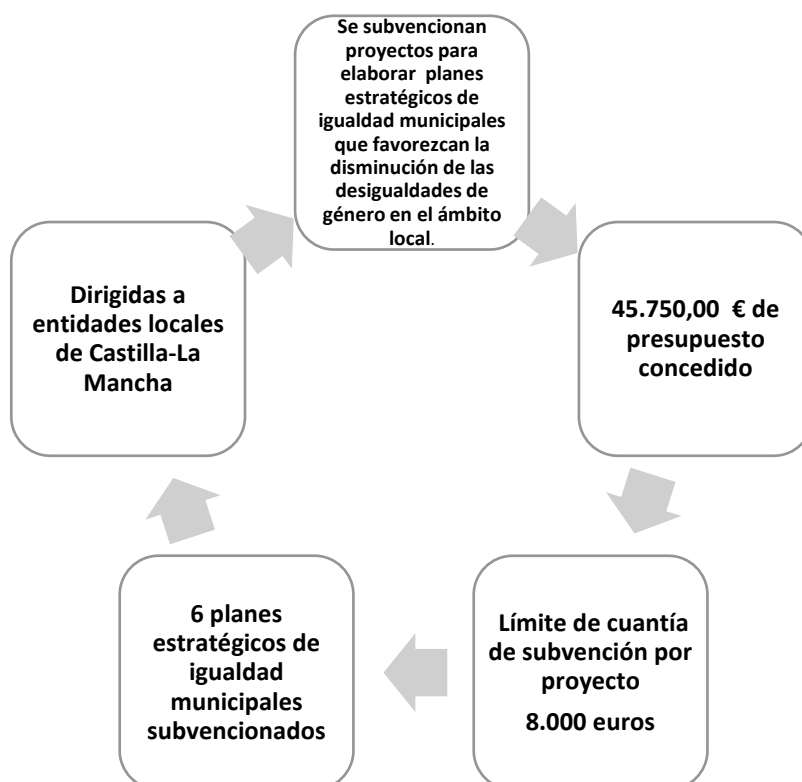 Se subvencionan
proyectos para
elaborar planes
estratégicos de
igualdad municipales
que favorezcan la
disminución de las
desigualdades de
género en el ámbito
local.
45.750,00 € de
presupuesto
concedido
Límite de cuantía
de subvención por
proyecto
8.000 euros
6 planes
estratégicos de
igualdad
municipales
subvencionados
Dirigidas a
entidades locales
de Castilla-La
Mancha